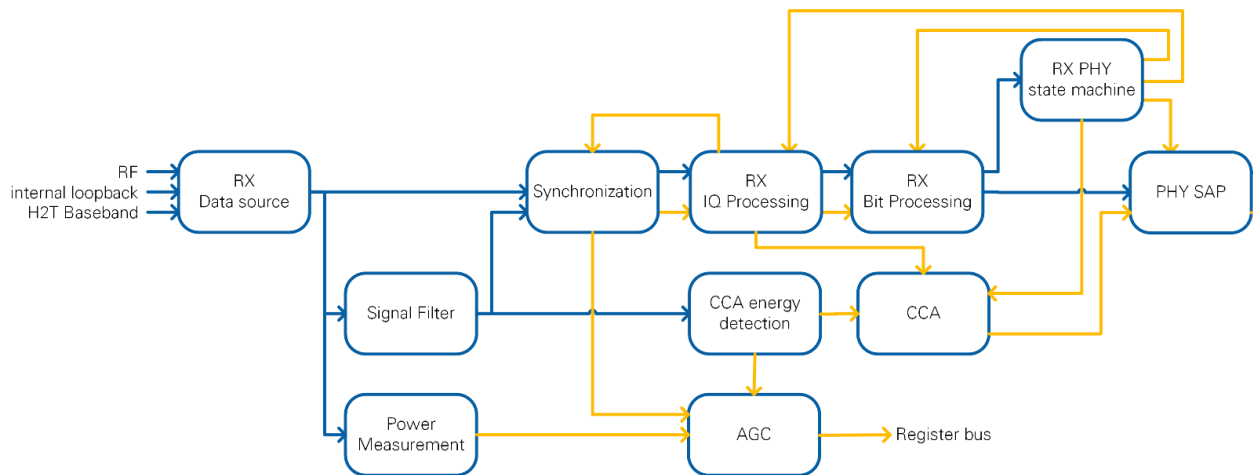 RX PHY
state machine
RF
internal loopback
H2T Baseband
RX
Data source
Synchronization
RX
IQ Processing
RX
Bit Processing
PHY SAP
Signal Filter
CCA energy
detection
CCA
Power
Measurement
AGC
Register bus